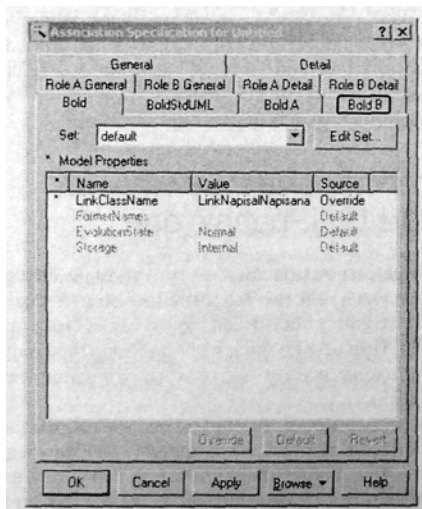 Association Specification for Untitled
General Detail
Role A General Role B General Role A Detail Role B Detail
Bold BoldStdUML Bold A Bold B
Set: default Edit Set...
* Model Properties
* Name Value Source
* LinkClassName LinkNapisalNapisana Override
FormerNames Default
EvolutionState Normal Default
Storage Internal Default
Override Default Revert
OK Cancel Apply Browse Help